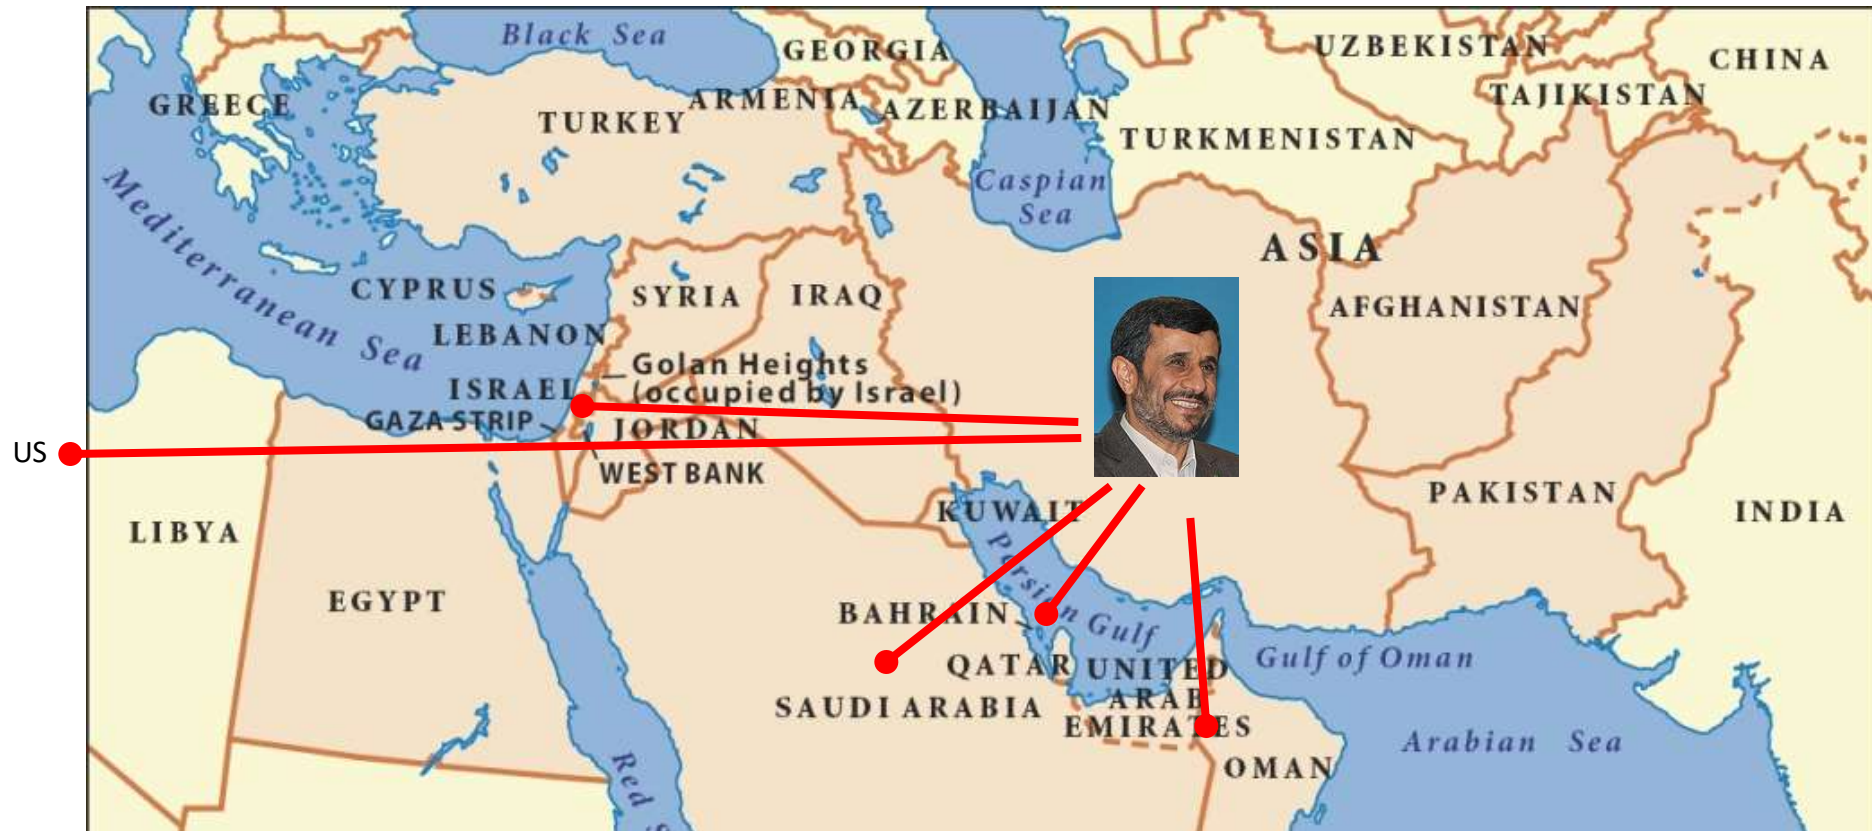 Black Sea
GEORGIA
UZBEKISTAN
CHINA
GREECE
TURKEY
ARMENIA
AZERBAIJAN
TAJIKISTAN
TURKMENISTAN
Mediterranean Sea
Caspian
Sea
ASIA
CYPRUS
SYRIA
IRAQ
AFGHANISTAN
LEBANON
Golan Heights
(occupied by Israel)
ISRAEL
GAZA STRIP
JORDAN
US
WEST BANK
PAKISTAN
KUWAIT
INDIA
LIBYA
Persian Gulf
EGYPT
BAHRAIN
QATAR
UNITED
ARAB
EMIRATES
Gulf of Oman
SAUDI ARABIA
Arabian Sea
OMAN
Red S